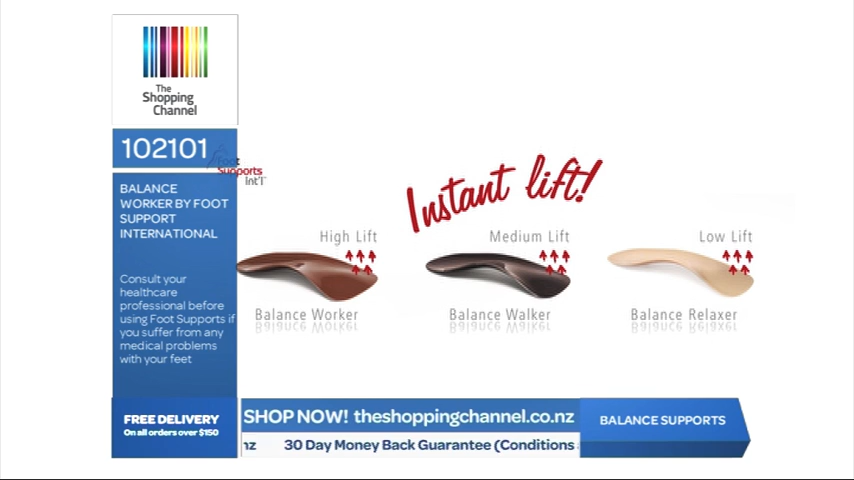 The
Shopping
Channel
102101
Foot
Supports
Int'l
BALANCE
WORKER BY FOOT
SUPPORT
INTERNATIONAL
Consult your
healthcare
professional before
using Foot Supports if
you suffer from any
medical problems
with your feet
Instant lift!
High Lift
Medium Lift
Low Lift
Balance Worker
Balance Walker
Balance Relaxer
FREE DELIVERY
On all orders over $150
SHOP NOW! theshoppingchannel.co.nz
BALANCE SUPPORTS
nz 30 Day Money Back Guarantee (Conditions